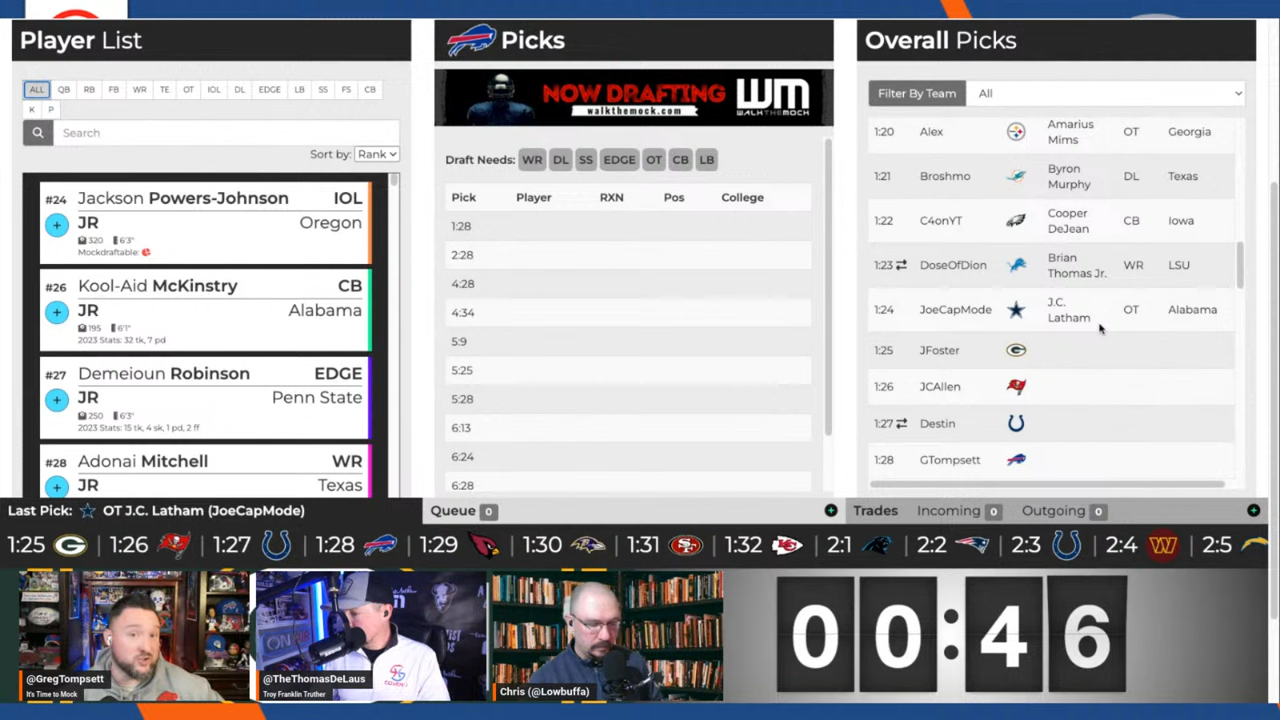 Player List
ALL QB RB FB WR TE OT IOL DL EDGE LB SS FS CB
K P
Search
Sort by: Rank
#24 Jackson Powers-Johnson IOL
JR Oregon
320 6'3"
Mockdraftable:
#26 Kool-Aid McKinstry CB
JR Alabama
195 6'1"
2023 Stats: 32 tk, 7 pd
#27 Demeioun Robinson EDGE
JR Penn State
250 6'3"
2023 Stats: 15 tk, 4 sk, 1 pd, 2 ff
#28 Adonai Mitchell WR
JR Texas
Picks
NOW DRAFTING WM
walkthemock.com WALKTHEMOCK
Draft Needs: WR DL SS EDGE OT CB LB
Pick Player RXN Pos College
1:28
2:28
4:28
4:34
5:9
5:25
5:28
6:13
6:24
6:28
Overall Picks
Filter By Team All
1:20 Alex Amarius Mims OT Georgia
1:21 Broshmo Byron Murphy DL Texas
1:22 C4onYT Cooper DeJean CB Iowa
1:23 DoseOfDion Brian Thomas Jr. WR LSU
1:24 JoeCapMode J.C. Latham OT Alabama
1:25 JFoster
1:26 JCAllen
1:27 Destin
1:28 GTompsett
Last Pick: OT J.C. Latham (JoeCapMode)
Queue 0
Trades Incoming 0 Outgoing 0
1:25 | 1:26 | 1:27 | 1:28 | 1:29 | 1:30 | 1:31 | 1:32 | 2:1 | 2:2 | 2:3 | 2:4 | 2:5
@GregTompsett
It's Time to Mock
@TheThomasDeLaus
Troy Franklin Truther
Chris (@Lowbuffa)
00:46